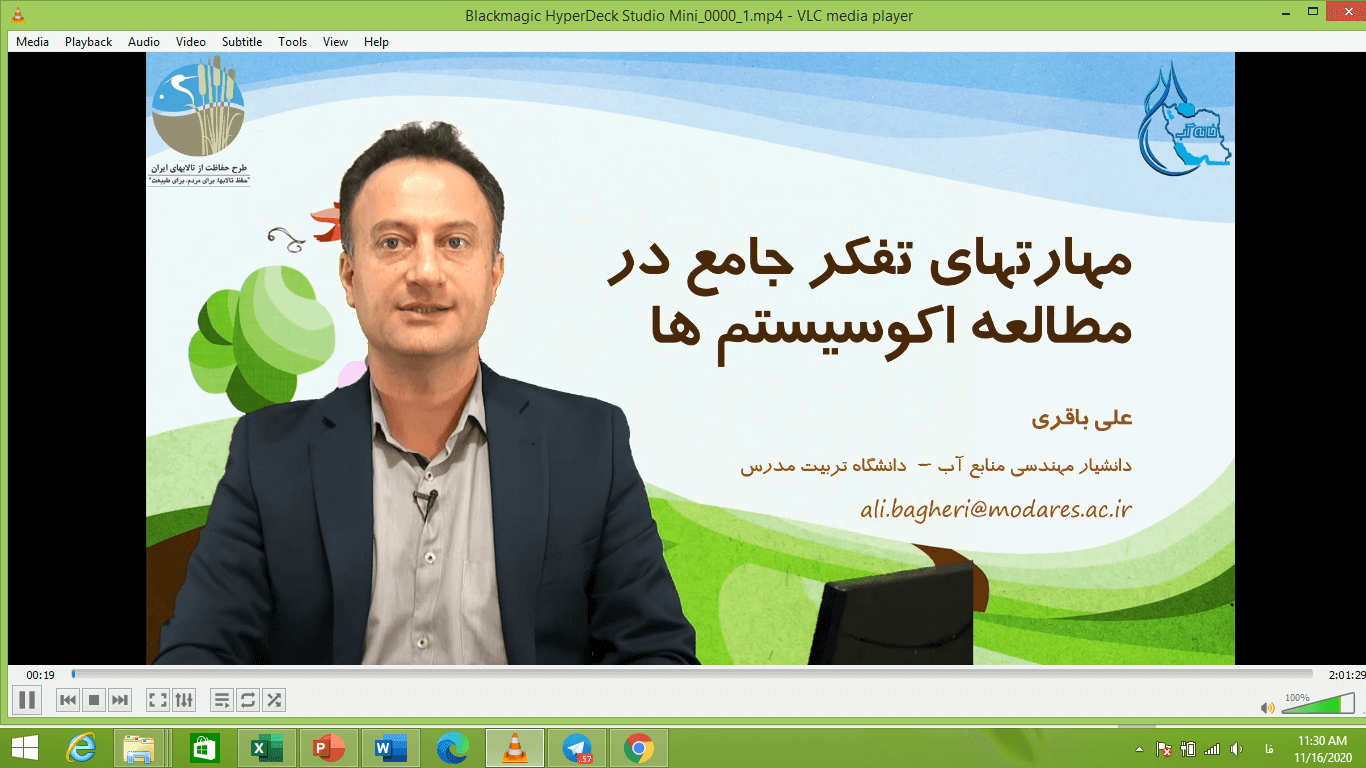 Blackmagic HyperDeck Studio Mini_0000_1.mp4 - VLC media player
Media Playback Audio Video Subtitle Tools View Help
طرح حفاظت از تالابهای ایران
"حفظ تالابها برای مردم، برای طبیعت"
خانه آب
مهارتهای تفکر جامع در
مطالعه اکوسیستم ها
علی باقری
دانشیار مهندسی منابع آب – دانشگاه تربیت مدرس
ali.bagheri@modares.ac.ir
00:19
2:01:29
100%
.57
فا
11:30 AM
11/16/2020